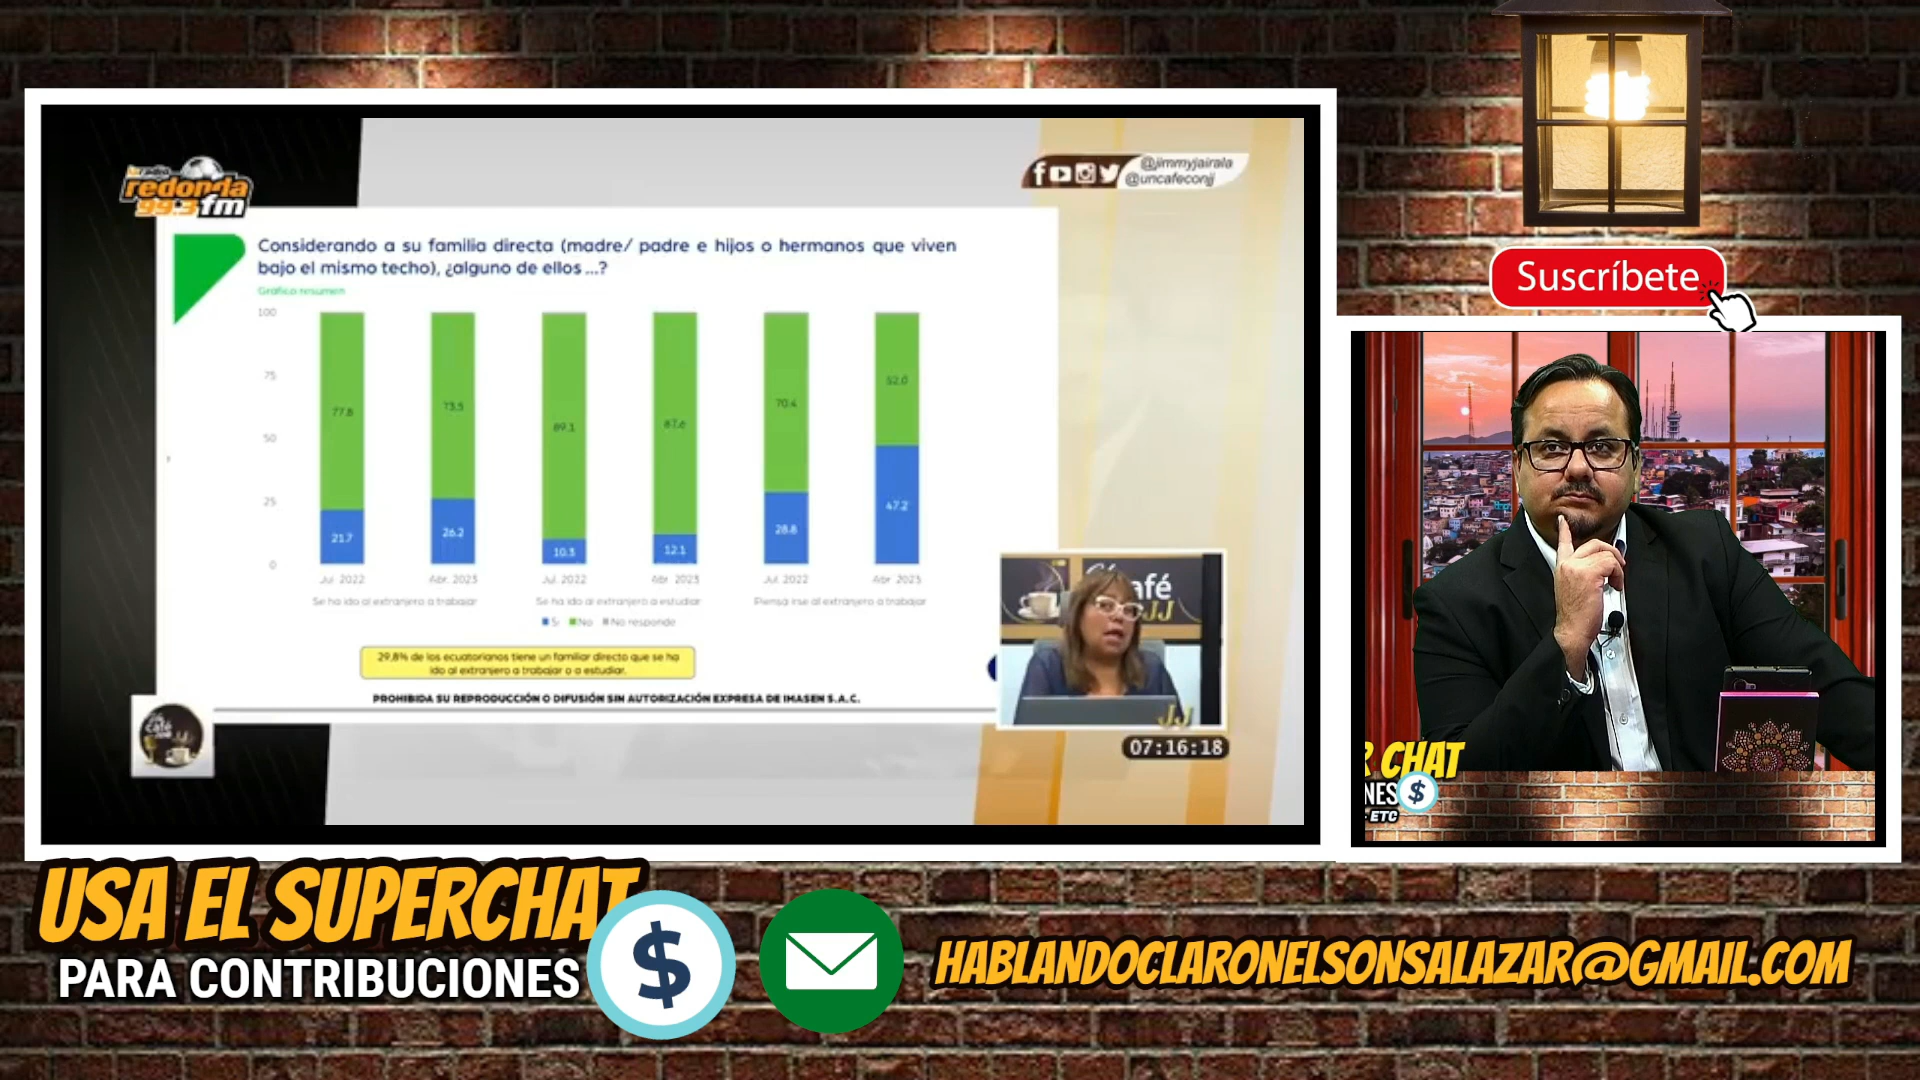 la radio
redonda
99.3 fm
@jimmyjairala
@uncafeconjj
Considerando a su familia directa (madre/ padre e hijos o hermanos que viven
bajo el mismo techo), ¿alguno de ellos ...?
Gráfico resumen
100
75
50
25
0
77.8
73.5
89.1
87.6
70.4
52.0
21.7
26.2
10.3
12.1
28.8
47.2
Jul. 2022
Abr. 2023
Jul. 2022
Abr. 2023
Jul. 2022
Abr. 2023
Se ha ido al extranjero a trabajar
Se ha ido al extranjero a estudiar
Piensa irse al extranjero a trabajar
Si
No
No responde
29,8% de los ecuatorianos tiene un familiar directo que se ha
ido al extranjero a trabajar o a estudiar.
PROHIBIDA SU REPRODUCCIÓN O DIFUSIÓN SIN AUTORIZACIÓN EXPRESA DE IMASEN S.A.C.
Café
JJ
JJ
07:16:18
Suscríbete
R CHAT
NES $
ETC
USA EL SUPERCHAT
PARA CONTRIBUCIONES
$
HABLANDOCLARONELSONSALAZAR@GMAIL.COM